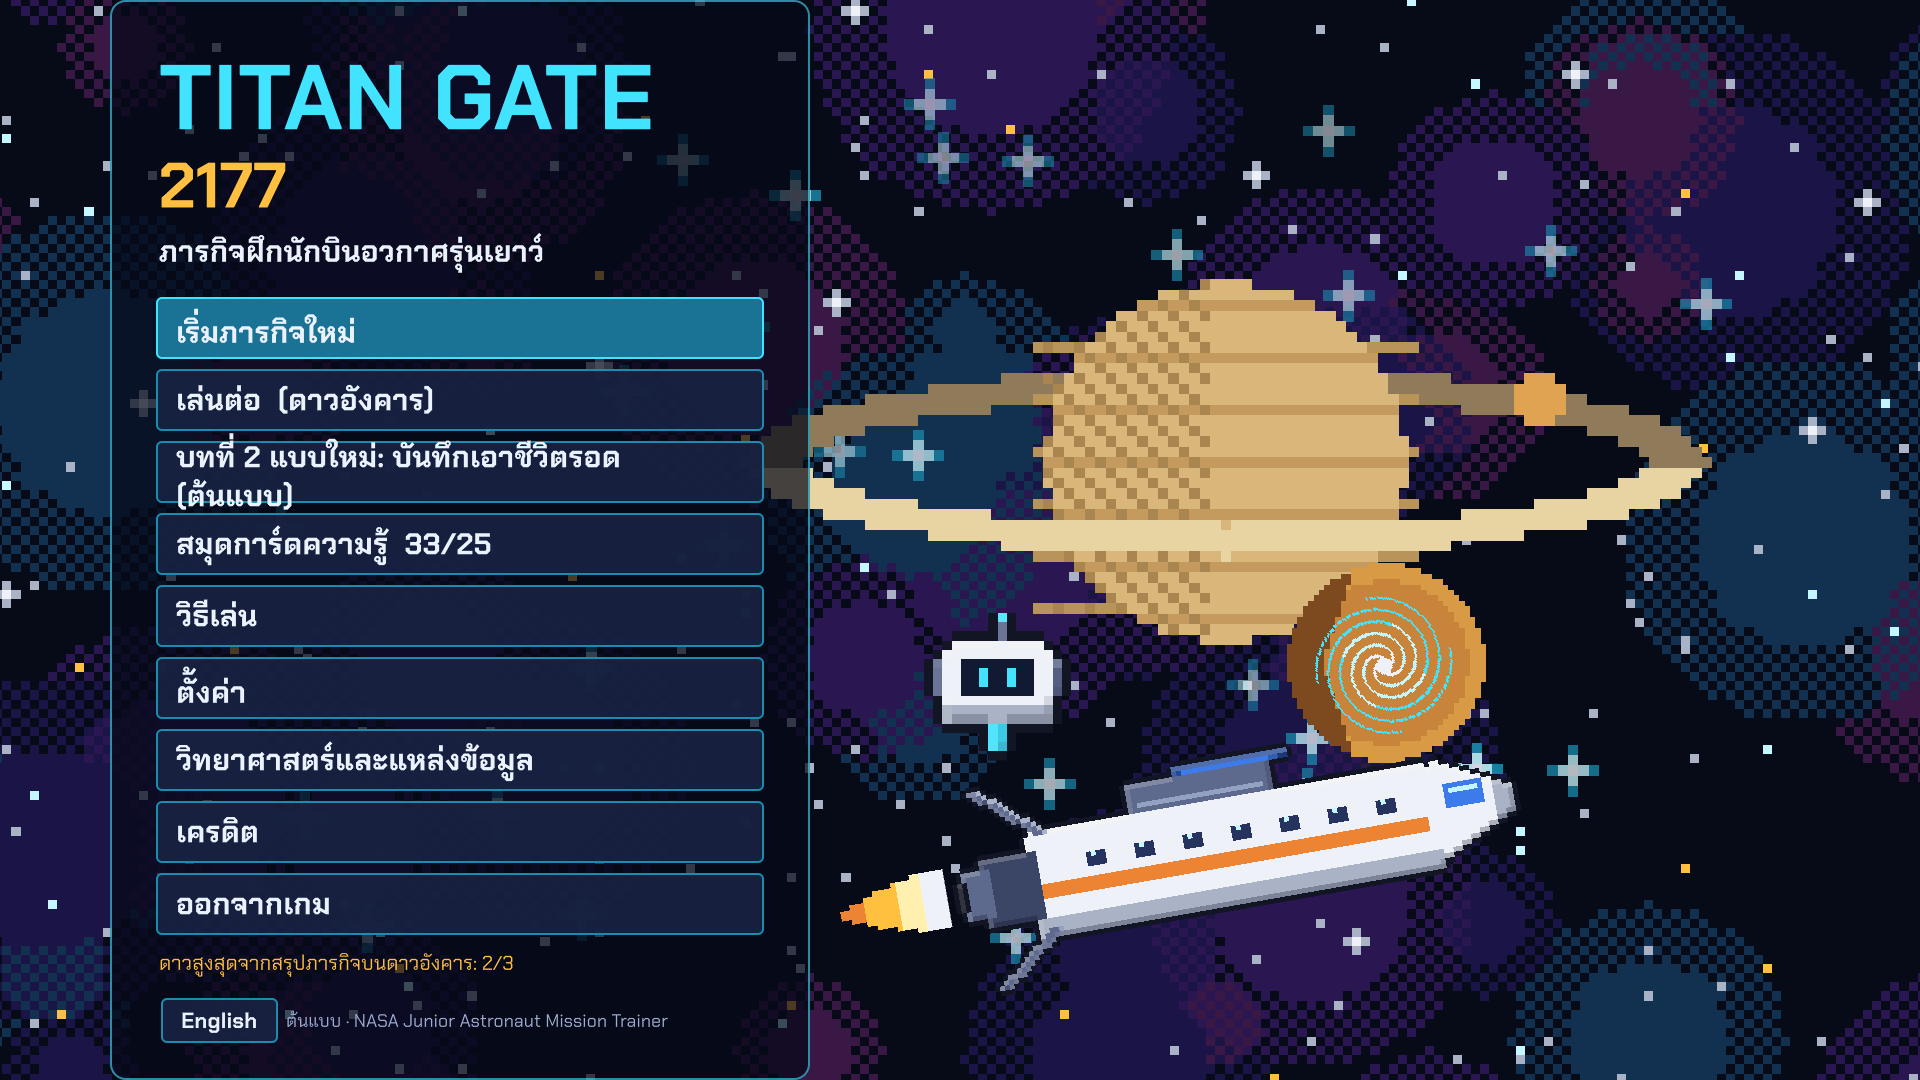 TITAN GATE
2177
ภารกิจฝึกนักบินอวกาศรุ่นเยาว์
เริ่มภารกิจใหม่
เล่นต่อ (ดาวอังคาร)
บทที่ 2 แบบใหม่: บันทึกเอาชีวิตรอด
(ต้นแบบ)
สมุดการ์ดความรู้ 33/25
วิธีเล่น
ตั้งค่า
วิทยาศาสตร์และแหล่งข้อมูล
เครดิต
ออกจากเกม
ดาวสูงสุดจากสรุปภารกิจบนดาวอังคาร: 2/3
English
ต้นแบบ · NASA Junior Astronaut Mission Trainer